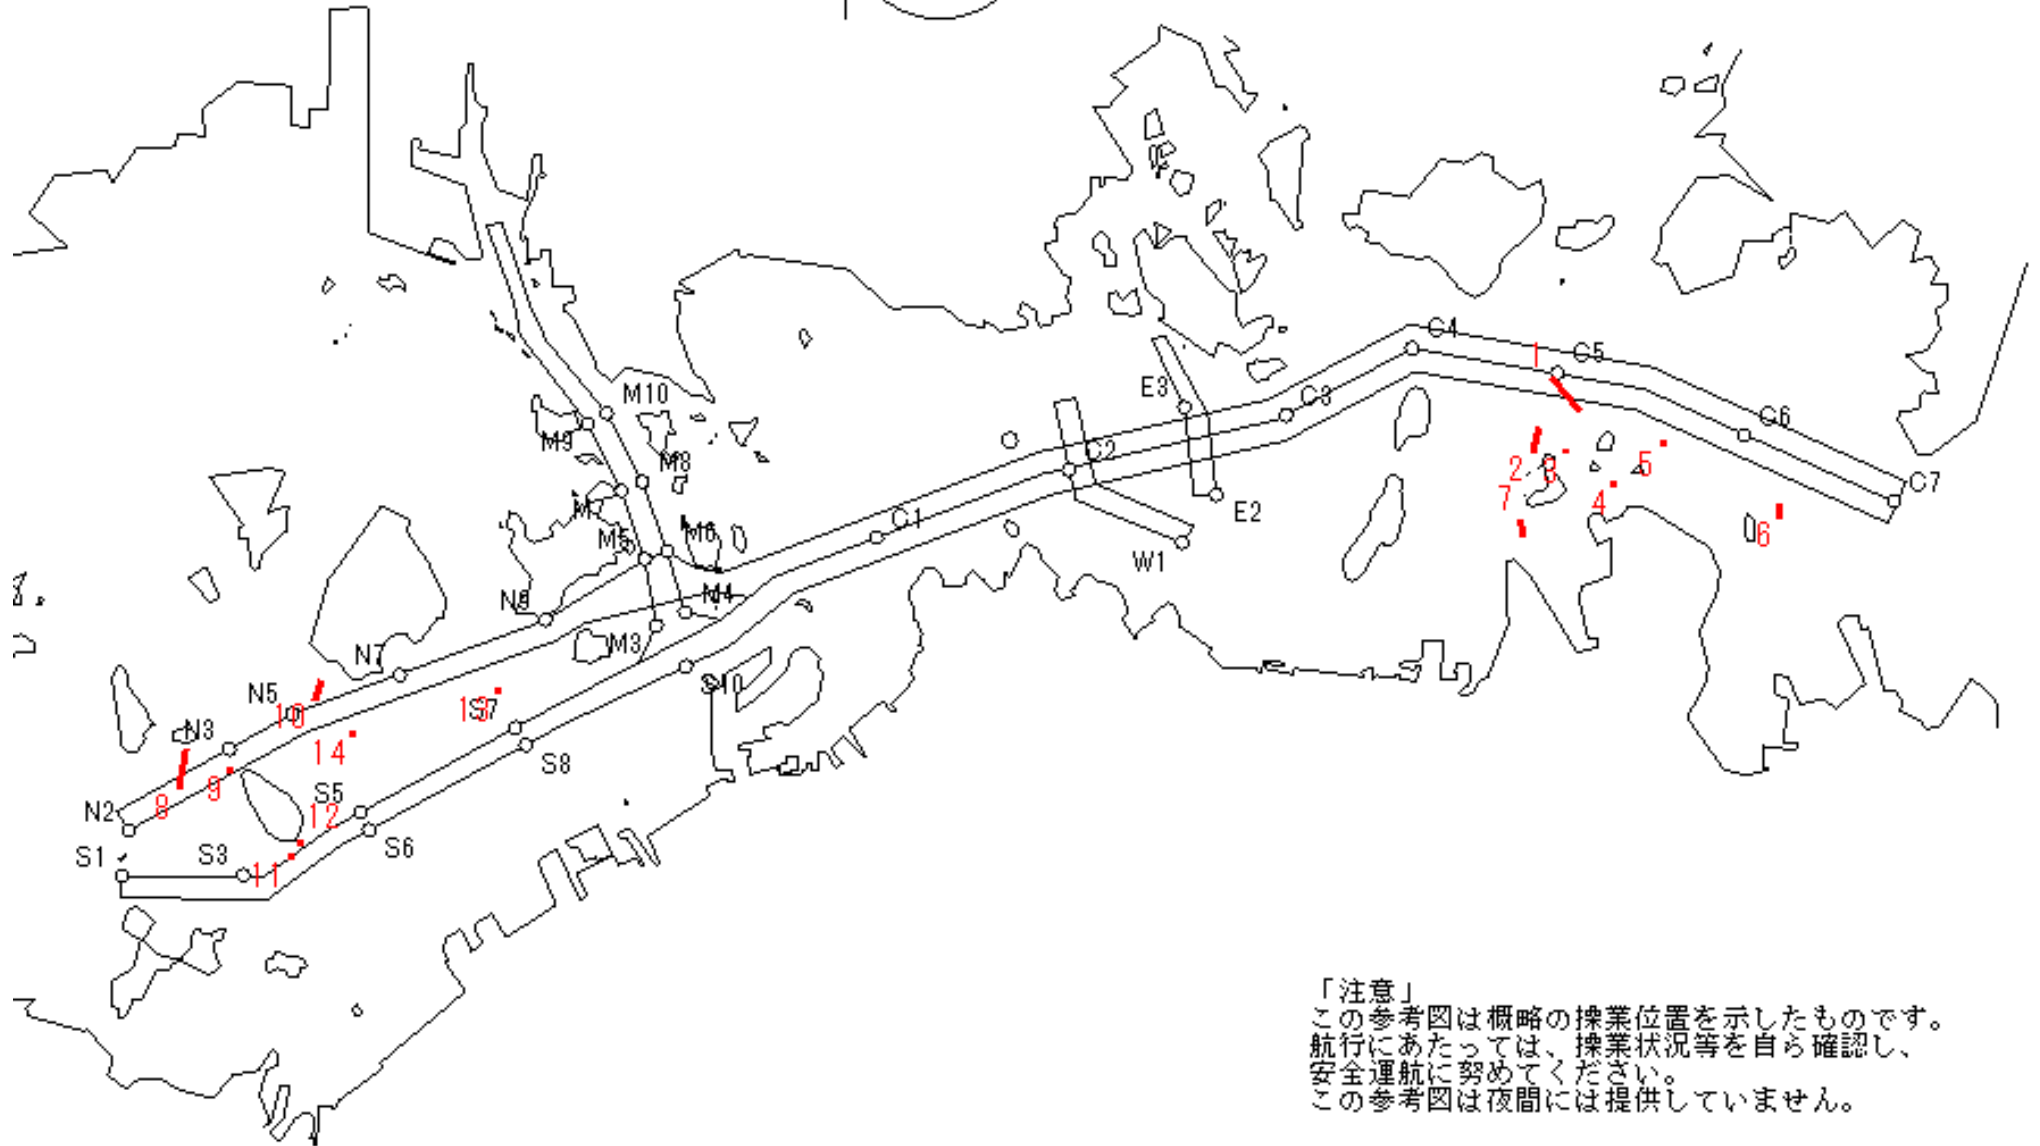 C4
1
C5
E3
M10
C3
C6
M9
C2
M8
2
3
5
C7
7
4
E2
M7
C1
6
M5
M6
W1
N9
M4
M3
N7
N5
S10
10
13
S7
N3
14
S8
9
S5
8
N2
12
S6
S1
S3
11
「注意」
この参考図は概略の操業位置を示したものです。
航行にあたっては、操業状況等を自ら確認し、
安全運航に努めてください。
この参考図は夜間には提供していません。